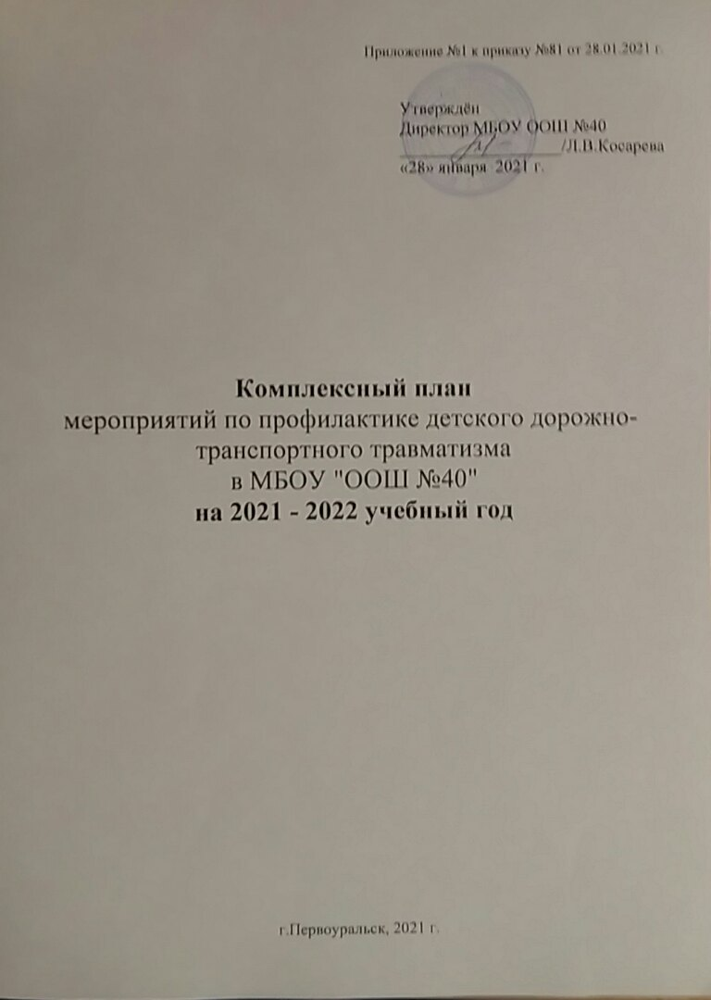 Приложение №1 к приказу №81 от 28.01.2021 г.
Утверждён
Директор МБОУ ООШ №40
/Л.В.Косарева
«28» января 2021 г.
Комплексный план
мероприятий по профилактике детского дорожно-
транспортного травматизма
в МБОУ "ООШ №40"
на 2021 - 2022 учебный год
г.Первоуральск, 2021 г.